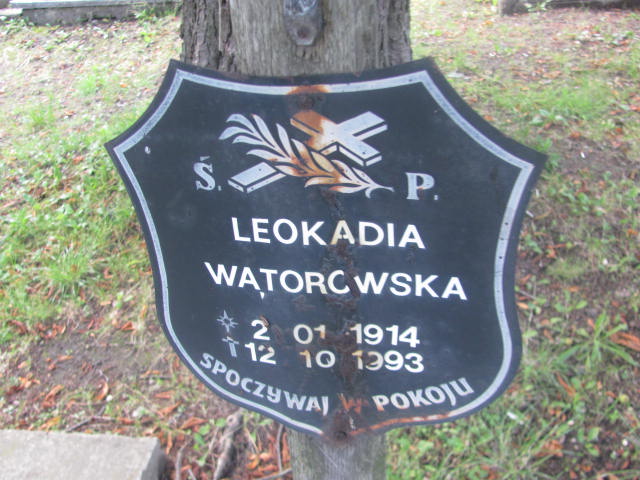 Ś. P.
LEOKADIA
WĄTOROWSKA
2 01 1914
12 10 1993
SPOCZYWAJ W POKOJU